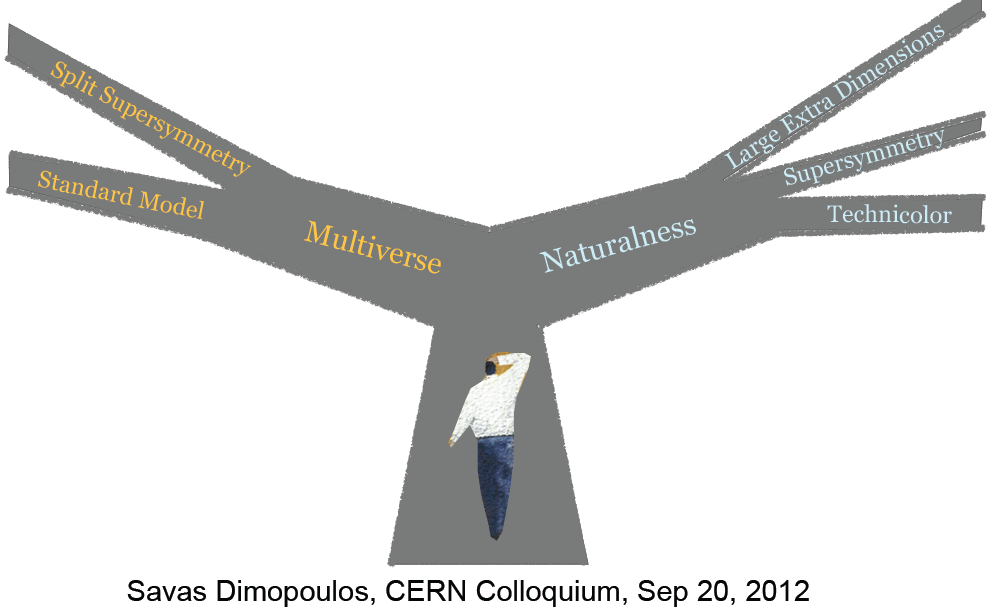 Split Supersymmetry
Standard Model
Multiverse
Naturalness
Large Extra Dimensions
Supersymmetry
Technicolor
Savas Dimopoulos, CERN Colloquium, Sep 20, 2012